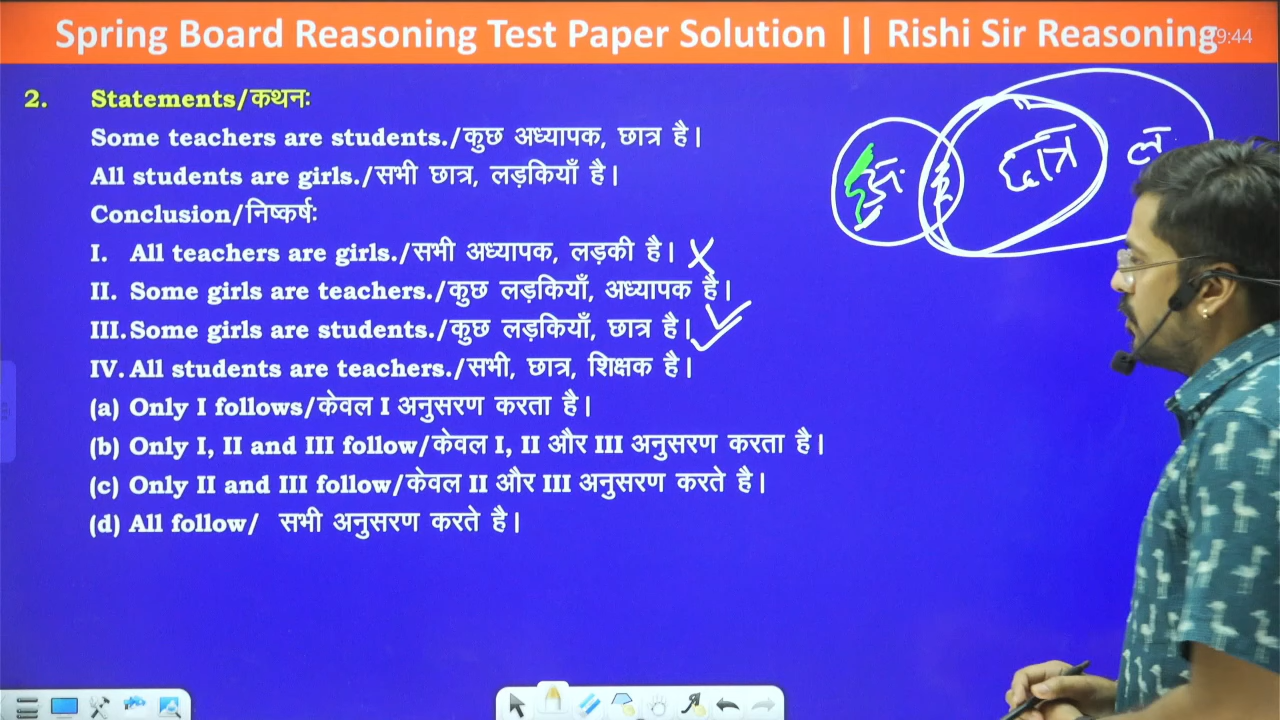 Spring Board Reasoning Test Paper Solution || Rishi Sir Reasoning
9:44
2. Statements/कथनः
Some teachers are students./कुछ अध्यापक, छात्र है।
All students are girls./सभी छात्र, लड़कियाँ है।
Conclusion/निष्कर्षः
I. All teachers are girls./सभी अध्यापक, लड़की है।
II. Some girls are teachers./कुछ लड़कियाँ, अध्यापक है।
III. Some girls are students./कुछ लड़कियाँ, छात्र है।
IV. All students are teachers./सभी, छात्र, शिक्षक है।
(a) Only I follows/केवल I अनुसरण करता है।
(b) Only I, II and III follow/केवल I, II और III अनुसरण करता है।
(c) Only II and III follow/केवल II और III अनुसरण करते है।
(d) All follow/ सभी अनुसरण करते है।
छात्र
ल.